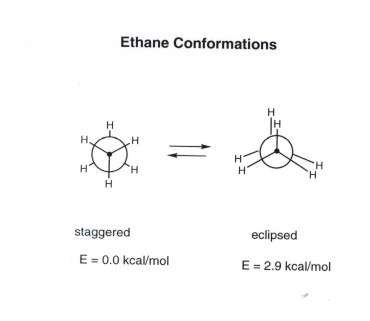 Ethane Conformations
H
H
H
H
H
H
H
H
H
H
H
H
staggered
eclipsed
E = 0.0 kcal/mol
E = 2.9 kcal/mol